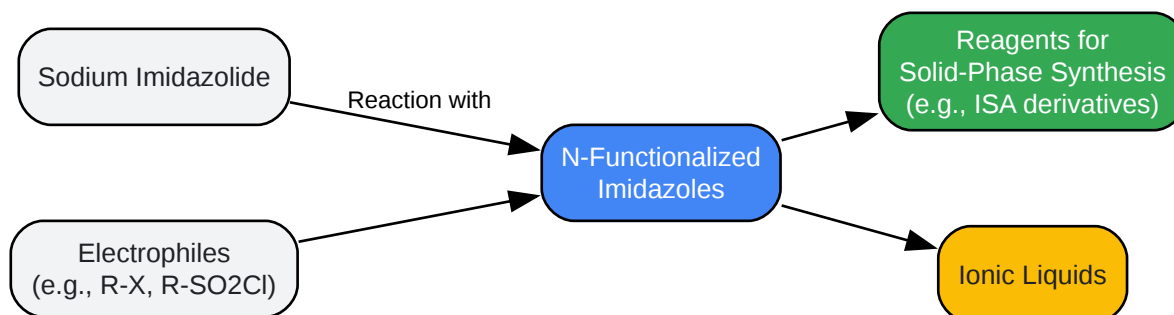 Sodium Imidazolide
Reaction with
Electrophiles
(e.g., R-X, R-SO2Cl)
N-Functionalized
Imidazoles
Reagents for
Solid-Phase Synthesis
(e.g., ISA derivatives)
Ionic Liquids